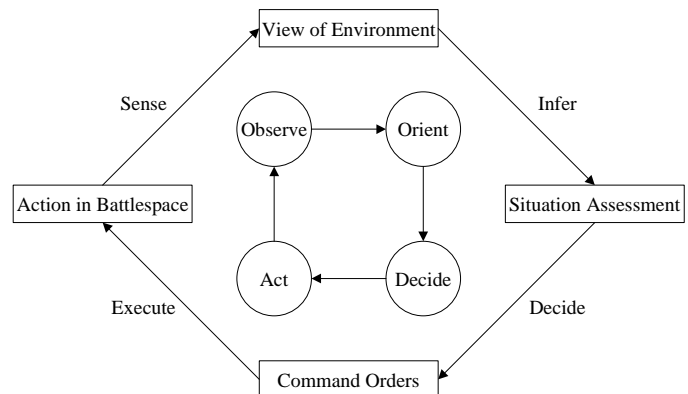 View of Environment
Sense
Infer
Observe
Orient
Action in Battlespace
Situation Assessment
Act
Decide
Execute
Decide
Command Orders